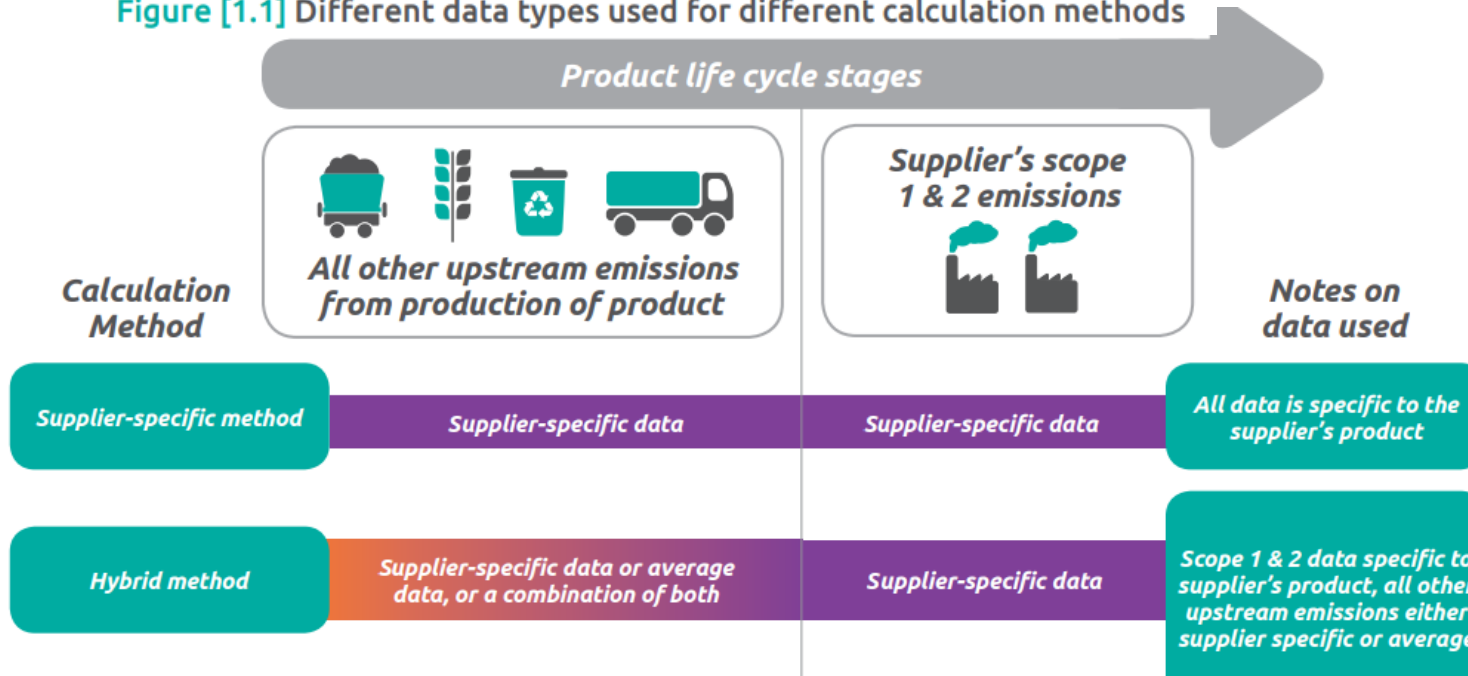 Figure [1.1] Different data types used for different calculation methods
Product life cycle stages
All other upstream emissions
from production of product
Supplier's scope
1 & 2 emissions
Calculation
Method
Notes on
data used
Supplier-specific method
Supplier-specific data
Supplier-specific data
All data is specific to the
supplier's product
Hybrid method
Supplier-specific data or average
data, or a combination of both
Supplier-specific data
Scope 1 & 2 data specific to
supplier's product, all other
upstream emissions either
supplier specific or average